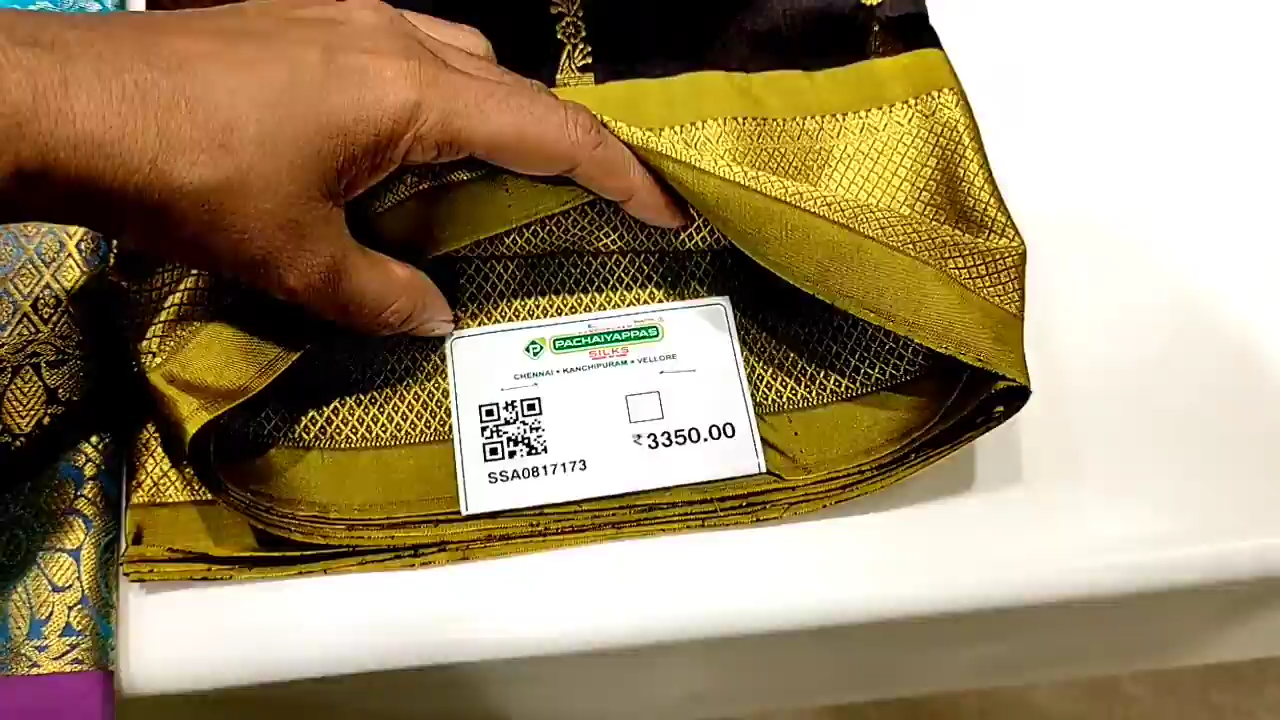 P PACHAIYAPPAS
SILKS
CHENNAI • KANCHIPURAM • VELLORE
₹3350.00
SSA0817173